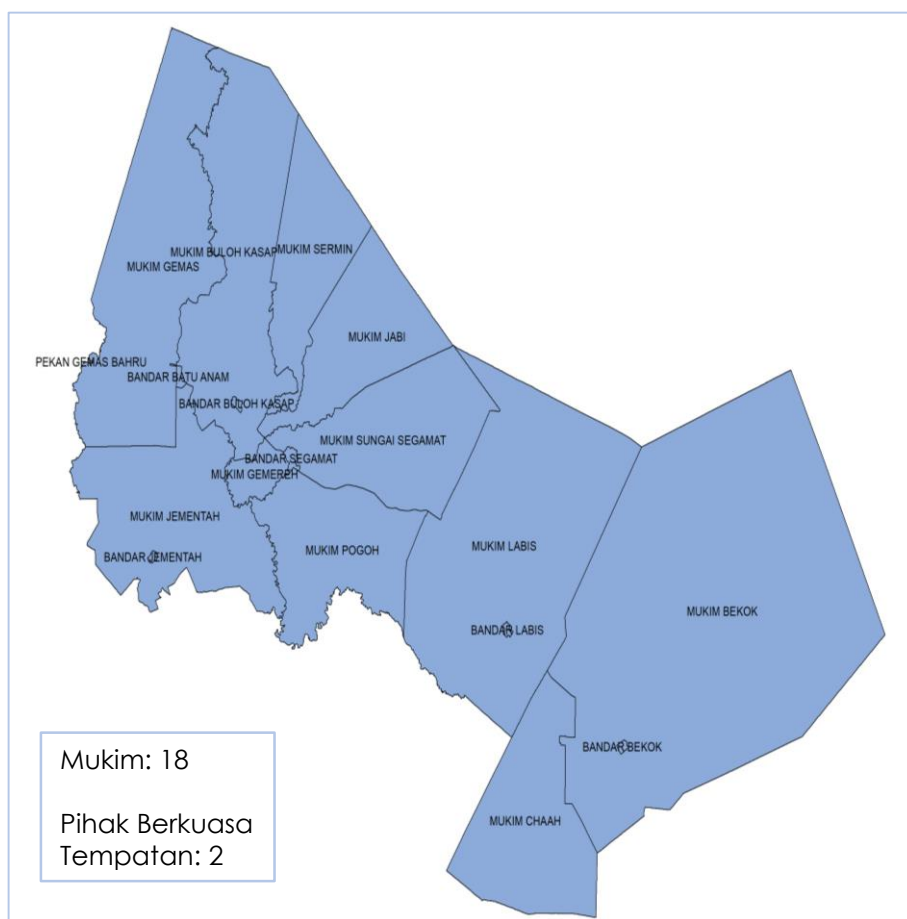 MUKIM BULOH KASAP
MUKIM SERMIN
MUKIM GEMAS
MUKIM JABI
PEKAN GEMAS BAHRU
BANDAR BATU ANAM
BANDAR BULOH KASAP
MUKIM SUNGAI SEGAMAT
BANDAR SEGAMAT
MUKIM GEMEREH
MUKIM JEMENTAH
MUKIM POGOH
MUKIM LABIS
BANDAR JEMENTAH
MUKIM BEKOK
BANDAR LABIS
BANDAR BEKOK
MUKIM CHAAH
Mukim: 18
Pihak Berkuasa
Tempatan: 2